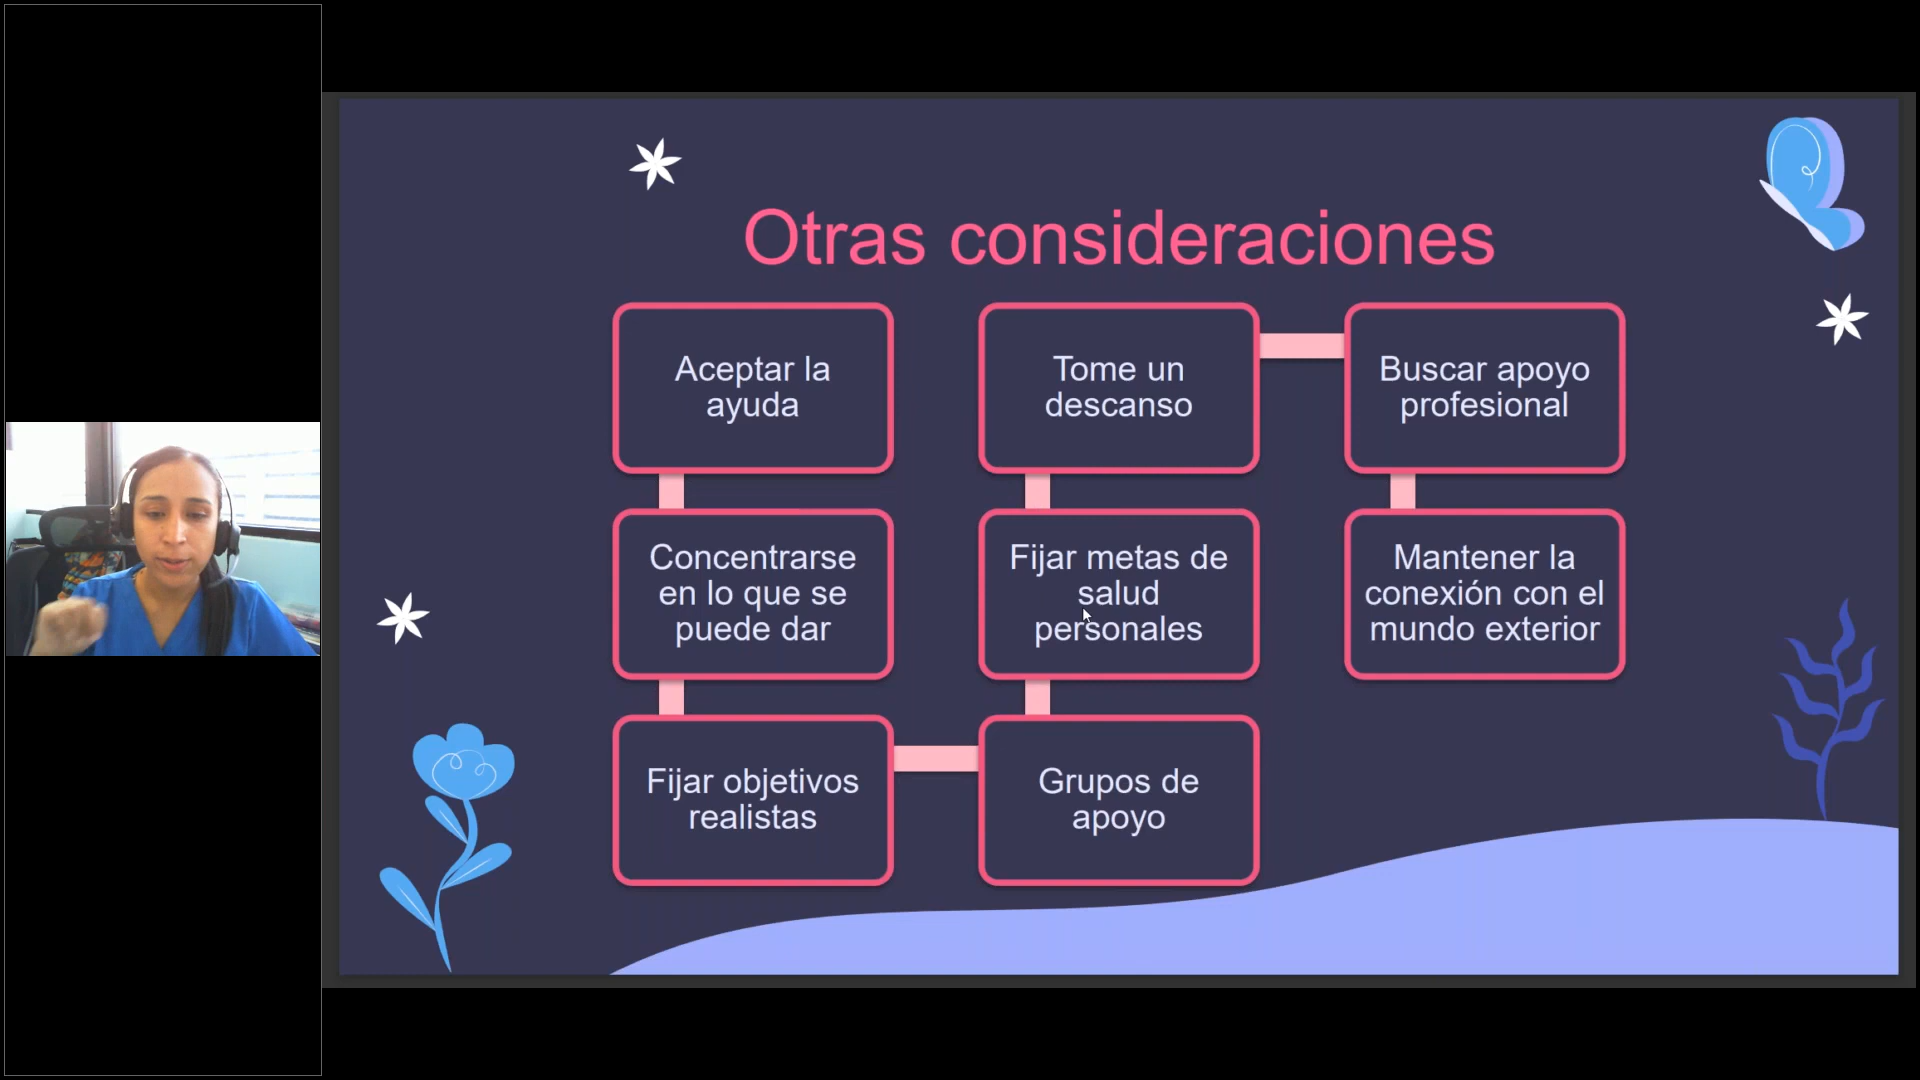 Otras consideraciones
Aceptar la
ayuda
Concentrarse
en lo que se
puede dar
Fijar objetivos
realistas
Grupos de
apoyo
Fijar metas de
salud
personales
Tome un
descanso
Buscar apoyo
profesional
Mantener la
conexión con el
mundo exterior